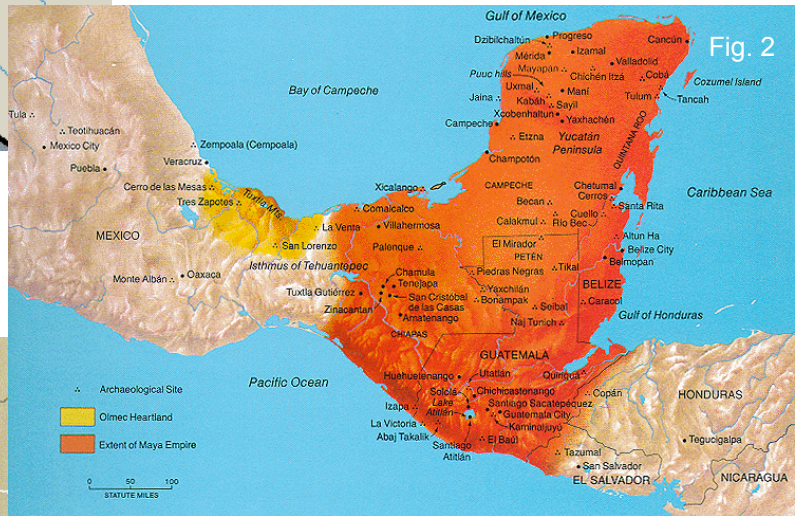 Fig. 2
Gulf of Mexico
Dzibilchaltún
Progreso
Mérida
Izamal
Cancún
Mayapán
Valladolid
Chichén Itzá
Cobá
Cozumel Island
Puuc hills
Uxmal
Maní
Tulum
Tancah
Bay of Campeche
Jaina
Kabáh
Sayil
Xcobenhaltun
Yaxhachén
Campeche
Etzna
Yucatán
Peninsula
QUINTANA ROO
Tula
Teotihuacán
Mexico City
Zempoala (Cempoala)
Puebla
Veracruz
Champotón
Cerro de las Mesas
Tuxtla Mts.
Tres Zapotes
Xicalango
CAMPECHE
Chetumal
Cerros
Caribbean Sea
Comalcalco
Becan
Santa Rita
La Venta
Villahermosa
Calakmul
Río Bec
Cuello
MEXICO
San Lorenzo
Palenque
El Mirador
Altun Ha
Belize City
Isthmus of Tehuantepec
PETÉN
Belmopan
Monte Albán
Oaxaca
Chamula
Tenejapa
Piedras Negras
Tikal
BELIZE
Tuxtla Gutiérrez
San Cristóbal
de las Casas
Yaxchilán
Bonampak
Caracol
Zinacantan
Amatenango
Seibal
Gulf of Honduras
CHIAPAS
Naj Tunich
GUATEMALA
Pacific Ocean
Huehuetenango
Utatlán
Quiriguá
Archaeological Site
Sololá
Chichicastenango
Copán
HONDURAS
Lake
Atitlán
Santiago Sacatepéquez
Olmec Heartland
Izapa
Guatemala City
La Victoria
Kaminaljuyú
Abaj Takalik
Extent of Maya Empire
Santiago
Atitlán
El Baúl
Tegucigalpa
Tazumal
San Salvador
EL SALVADOR
NICARAGUA
0 50 100
STATUTE MILES